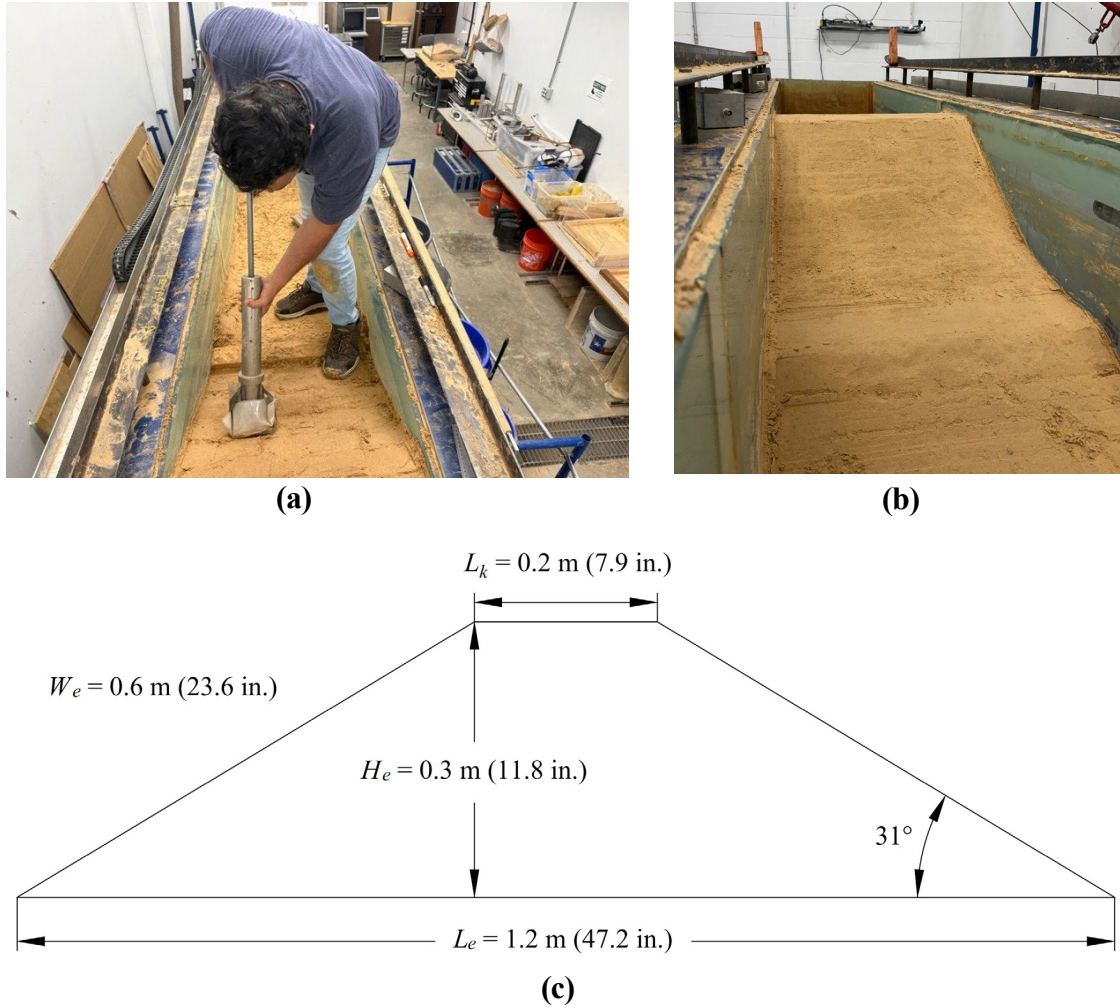 (a)
(b)
L_k = 0.2 m (7.9 in.)
W_e = 0.6 m (23.6 in.)
H_e = 0.3 m (11.8 in.)
31°
L_e = 1.2 m (47.2 in.)
(c)